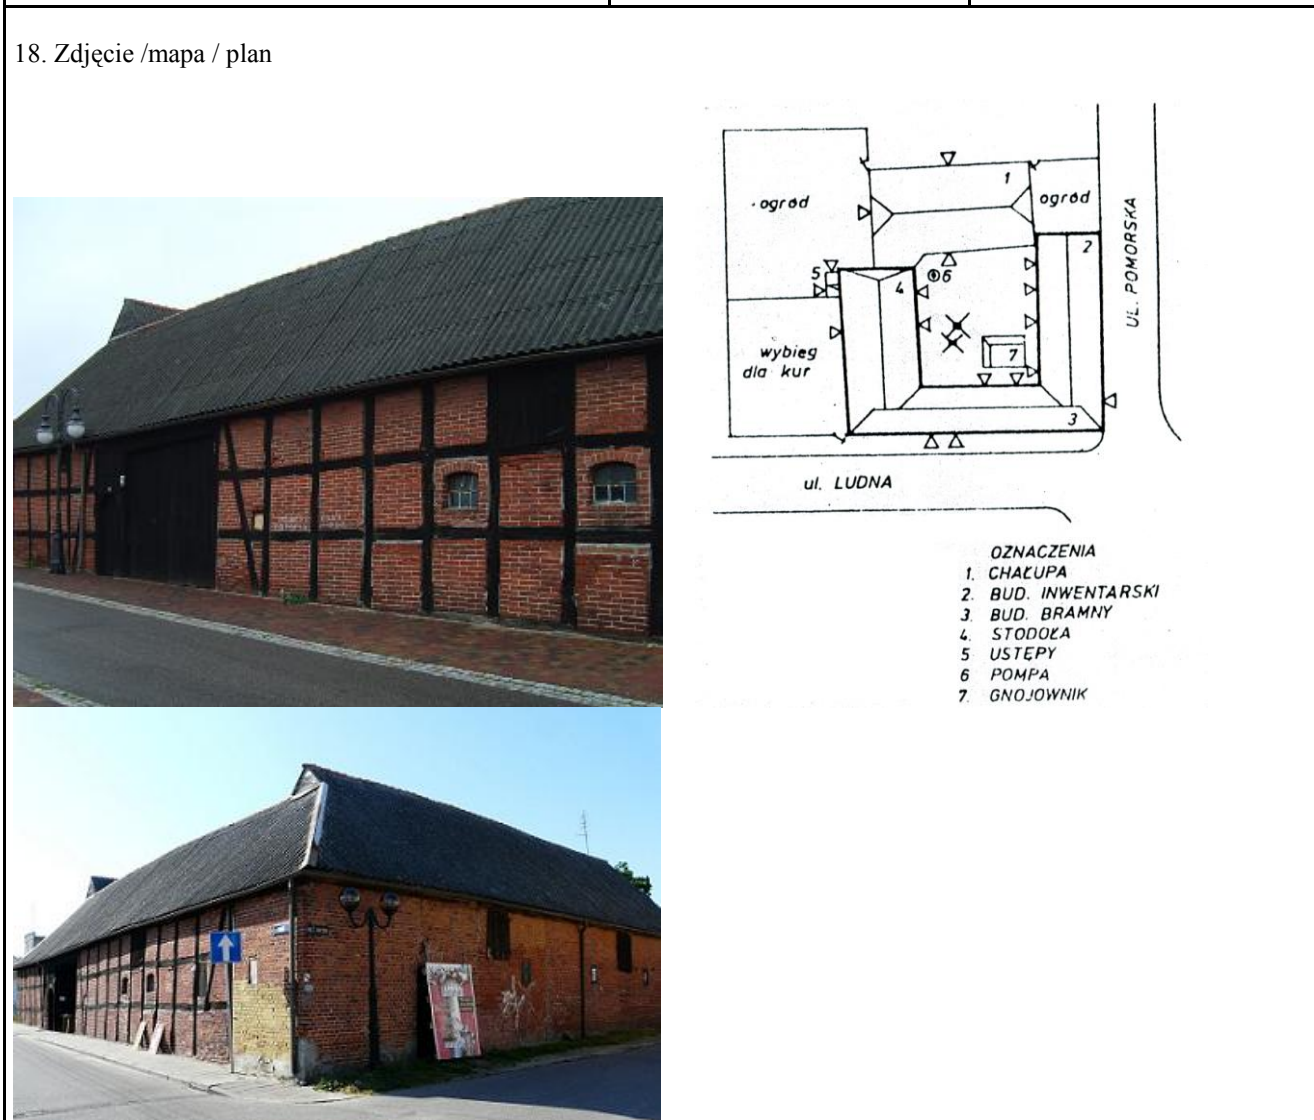 18. Zdjęcie /mapa / plan
ogród
1
ogród
2
UL. POMORSKA
5
4
6
wybieg
dla kur
7
3
ul. LUDNA
OZNACZENIA
1. CHAŁUPA
2. BUD. INWENTARSKI
3. BUD. BRAMNY
4. STODOŁA
5 USTĘPY
6 POMPA
7. GNOJOWNIK